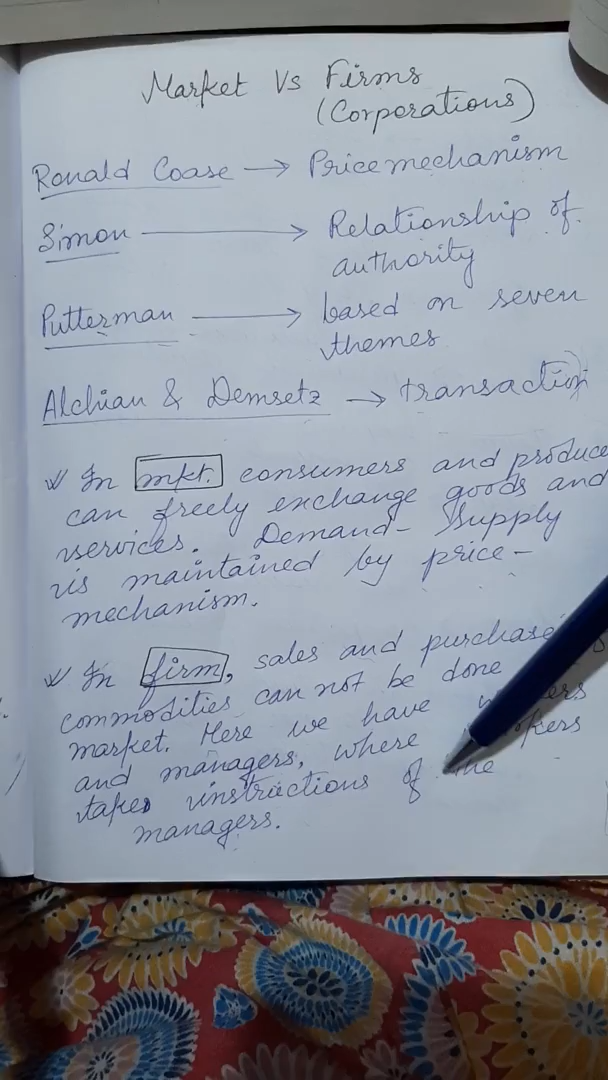 Market Vs Firms
(Corporations)
Ronald Coase → Price mechanism
Simon → Relationship of
authority
Putterman → based on seven
themes
Alchian & Demsetz → transaction
In mkt. consumers and produce
can freely exchange goods and
services. Demand - Supply
is maintained by price -
mechanism.
In firm, sales and purchase
commodities can not be done
market. Here we have
and managers, where
takes instructions of the
managers.